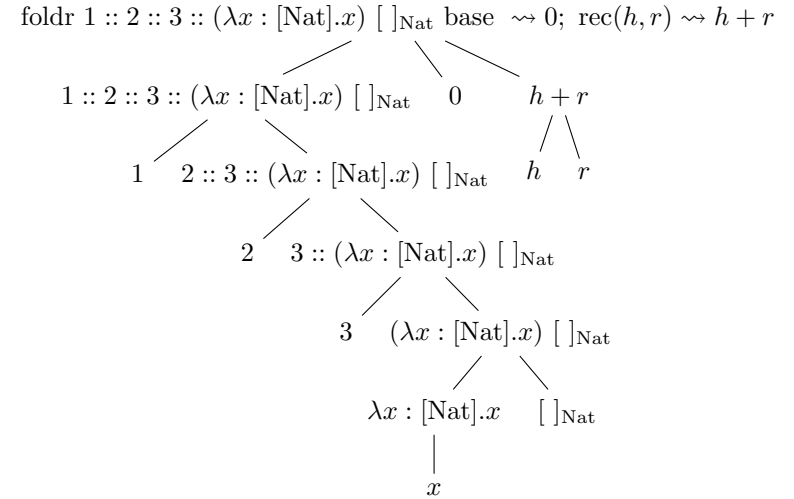 foldr 1 :: 2 :: 3 :: (λx : [Nat].x) [ ]Nat base ⇝ 0; rec(h, r) ⇝ h + r
1 :: 2 :: 3 :: (λx : [Nat].x) [ ]Nat 0 h + r
1 2 :: 3 :: (λx : [Nat].x) [ ]Nat h r
2 3 :: (λx : [Nat].x) [ ]Nat
3 (λx : [Nat].x) [ ]Nat
λx : [Nat].x [ ]Nat
x